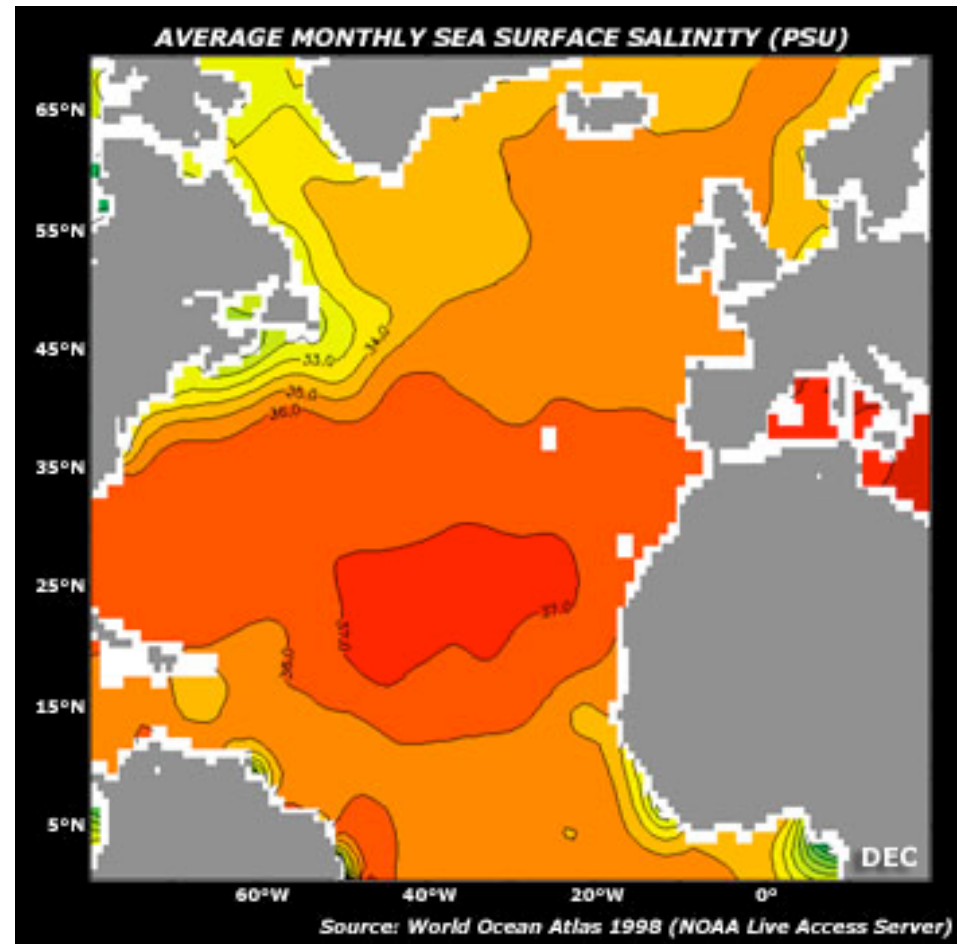 AVERAGE MONTHLY SEA SURFACE SALINITY (PSU)
65°N
55°N
45°N
34.0
33.0
35.0
36.0
35°N
25°N
37.0
37.0
36.0
15°N
5°N
DEC
60°W
40°W
20°W
0°
Source: World Ocean Atlas 1998 (NOAA Live Access Server)